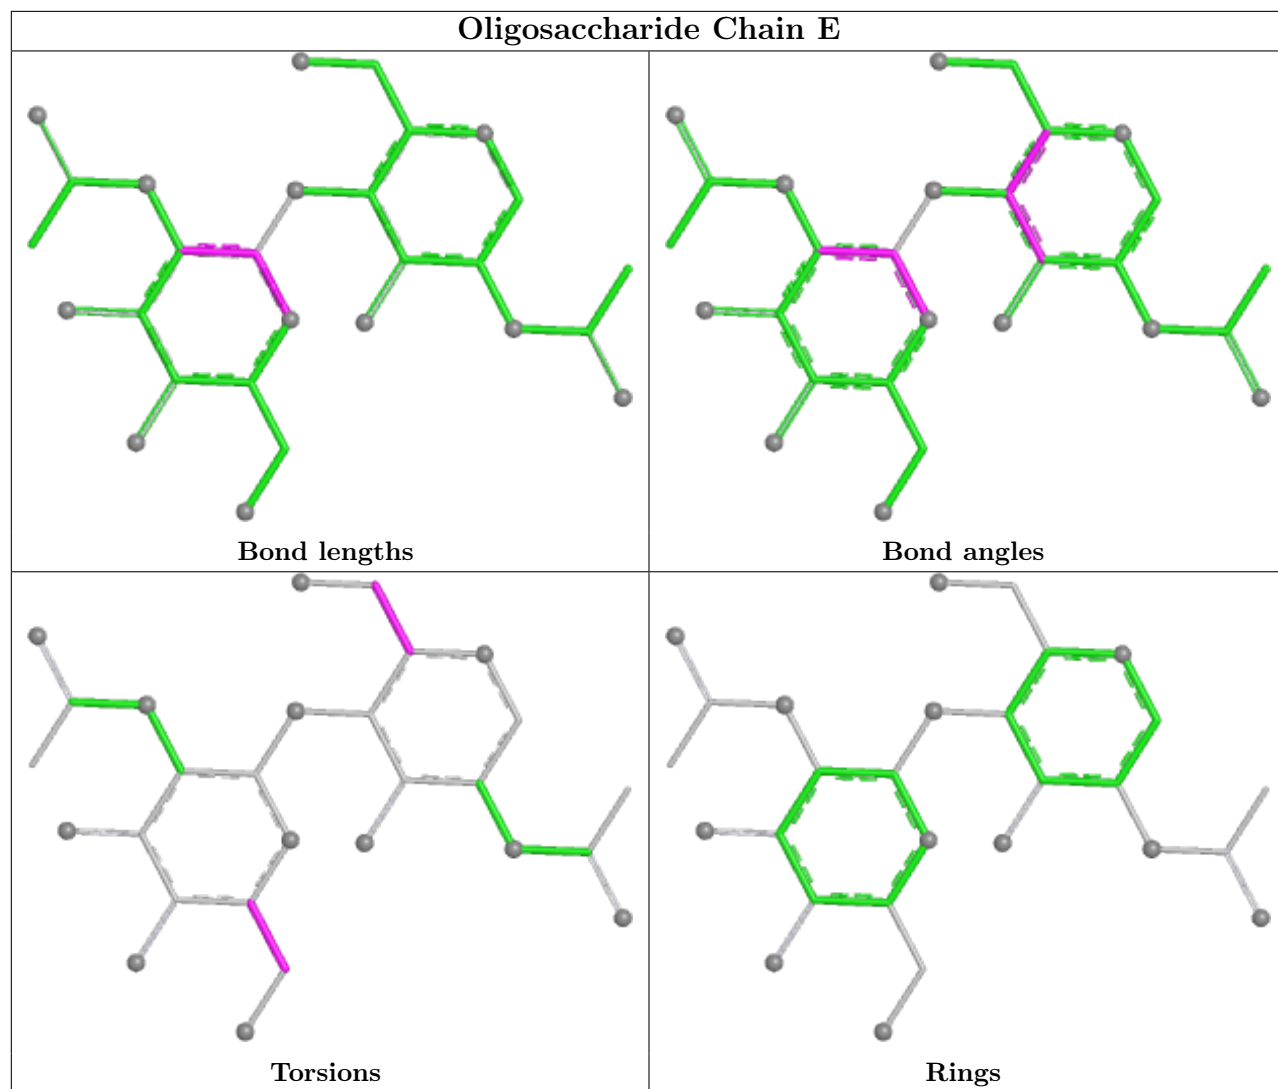 Oligosaccharide Chain E
Bond lengths
Bond angles
Torsions
Rings